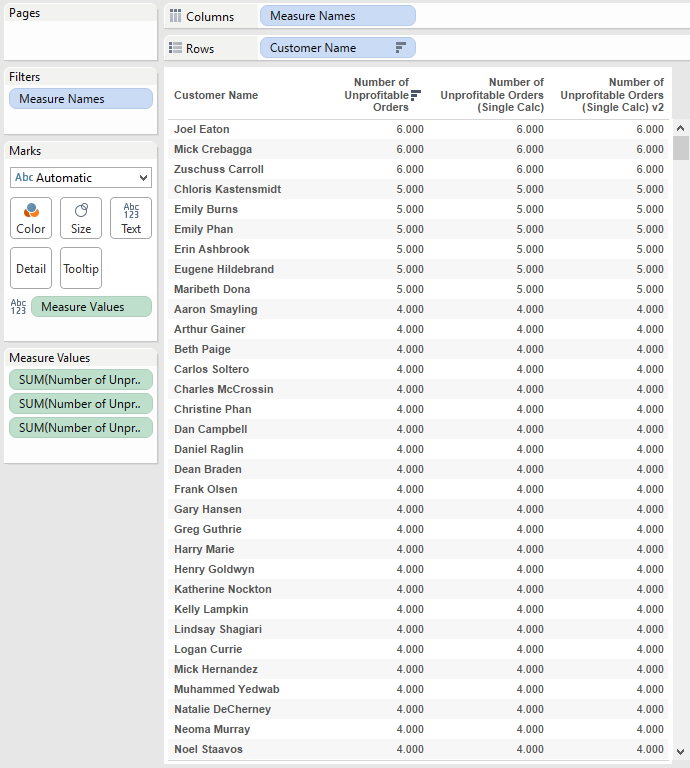 Pages
Columns Measure Names
Rows Customer Name
Filters
Measure Names
Marks
Abc Automatic
Color Size Abc 123 Text
Detail Tooltip
Abc 123 Measure Values
Measure Values
SUM(Number of Unpr..
SUM(Number of Unpr..
SUM(Number of Unpr..
Customer Name Number of Unprofitable Orders Number of Unprofitable Orders (Single Calc) Number of Unprofitable Orders (Single Calc) v2
Joel Eaton 6.000 6.000 6.000
Mick Crebagga 6.000 6.000 6.000
Zuschuss Carroll 6.000 6.000 6.000
Chloris Kastensmidt 5.000 5.000 5.000
Emily Burns 5.000 5.000 5.000
Emily Phan 5.000 5.000 5.000
Erin Ashbrook 5.000 5.000 5.000
Eugene Hildebrand 5.000 5.000 5.000
Maribeth Dona 5.000 5.000 5.000
Aaron Smayling 4.000 4.000 4.000
Arthur Gainer 4.000 4.000 4.000
Beth Paige 4.000 4.000 4.000
Carlos Soltero 4.000 4.000 4.000
Charles McCrossin 4.000 4.000 4.000
Christine Phan 4.000 4.000 4.000
Dan Campbell 4.000 4.000 4.000
Daniel Raglin 4.000 4.000 4.000
Dean Braden 4.000 4.000 4.000
Frank Olsen 4.000 4.000 4.000
Gary Hansen 4.000 4.000 4.000
Greg Guthrie 4.000 4.000 4.000
Harry Marie 4.000 4.000 4.000
Henry Goldwyn 4.000 4.000 4.000
Katherine Nockton 4.000 4.000 4.000
Kelly Lampkin 4.000 4.000 4.000
Lindsay Shagiari 4.000 4.000 4.000
Logan Currie 4.000 4.000 4.000
Mick Hernandez 4.000 4.000 4.000
Muhammed Yedwab 4.000 4.000 4.000
Natalie DeCherney 4.000 4.000 4.000
Neoma Murray 4.000 4.000 4.000
Noel Staavos 4.000 4.000 4.000